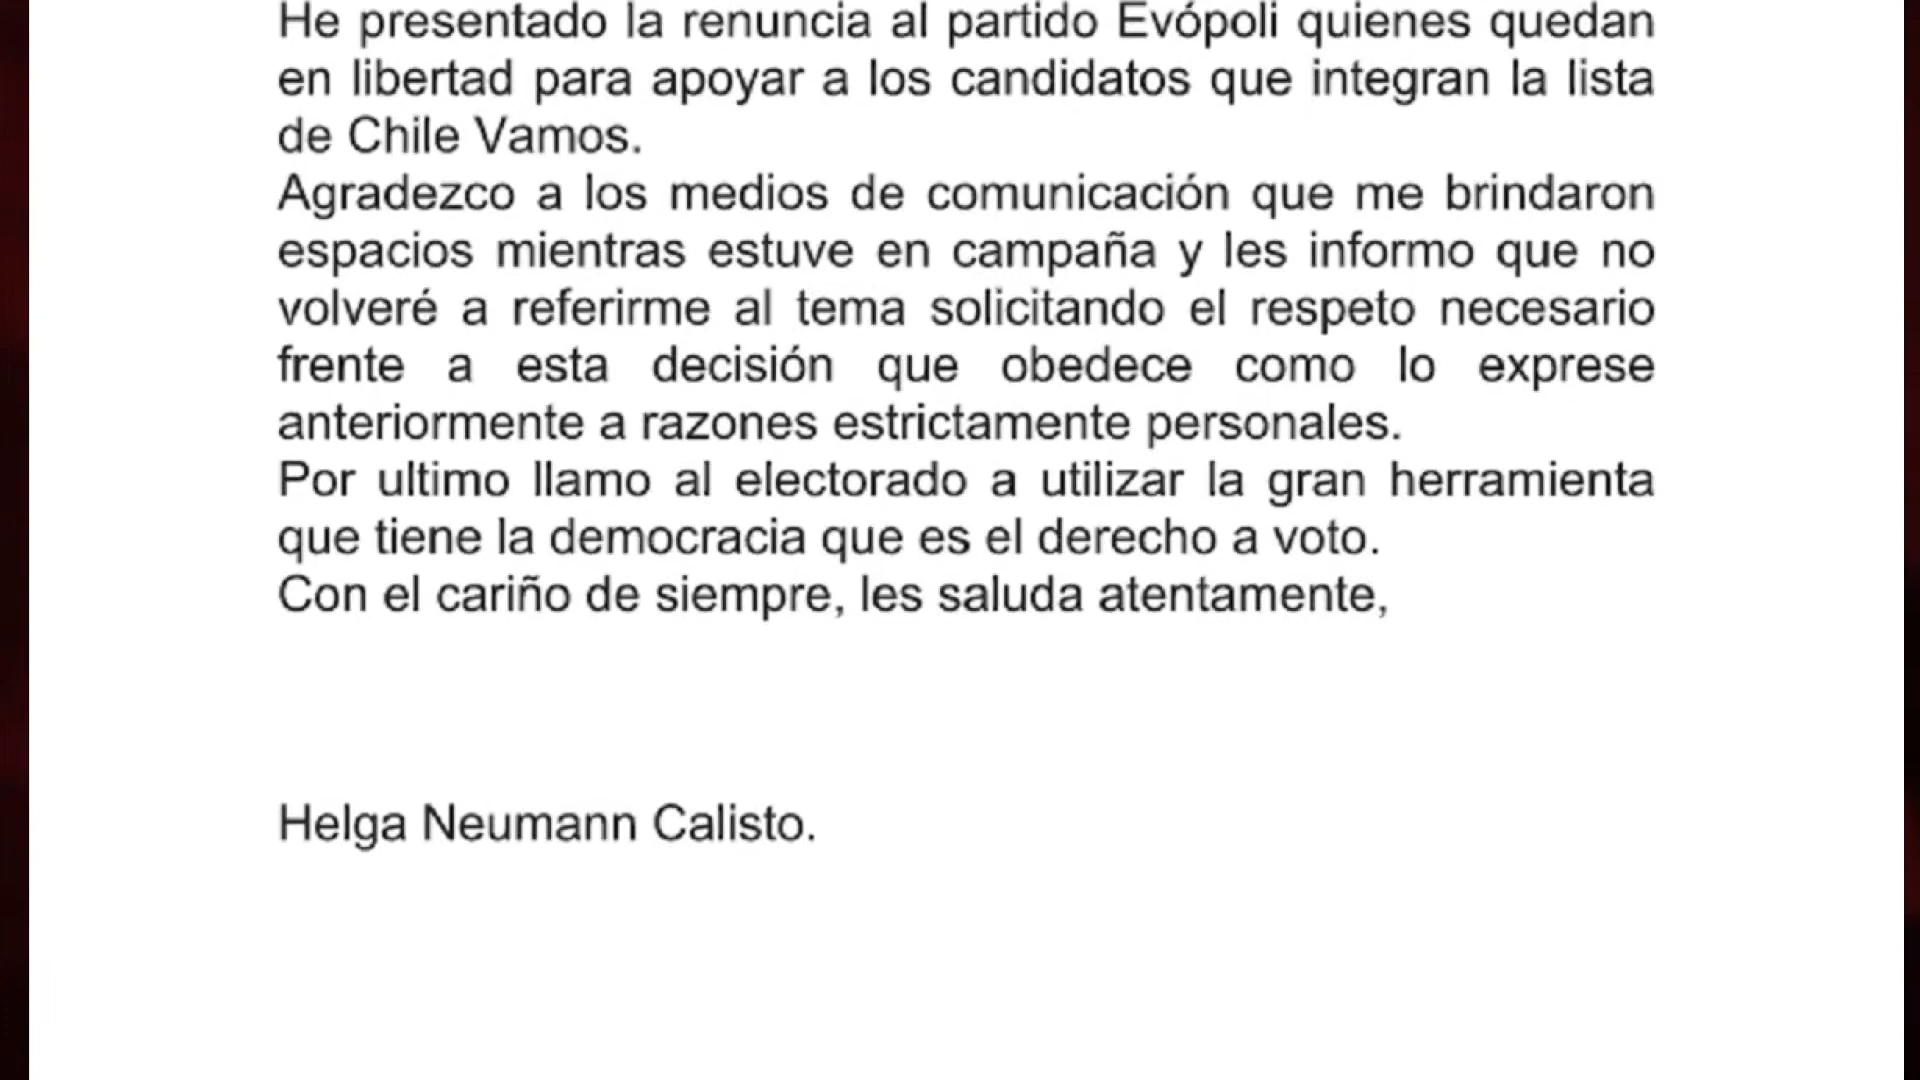 He presentado la renuncia al partido Evópoli quienes quedan
en libertad para apoyar a los candidatos que integran la lista
de Chile Vamos.
Agradezco a los medios de comunicación que me brindaron
espacios mientras estuve en campaña y les informo que no
volveré a referirme al tema solicitando el respeto necesario
frente a esta decisión que obedece como lo exprese
anteriormente a razones estrictamente personales.
Por ultimo llamo al electorado a utilizar la gran herramienta
que tiene la democracia que es el derecho a voto.
Con el cariño de siempre, les saluda atentamente,
Helga Neumann Calisto.